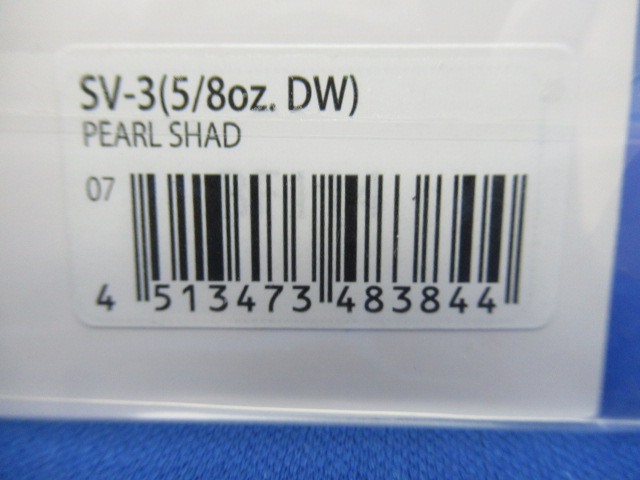 SV-3(5/8oz. DW)
PEARL SHAD
07
4 513473 483844